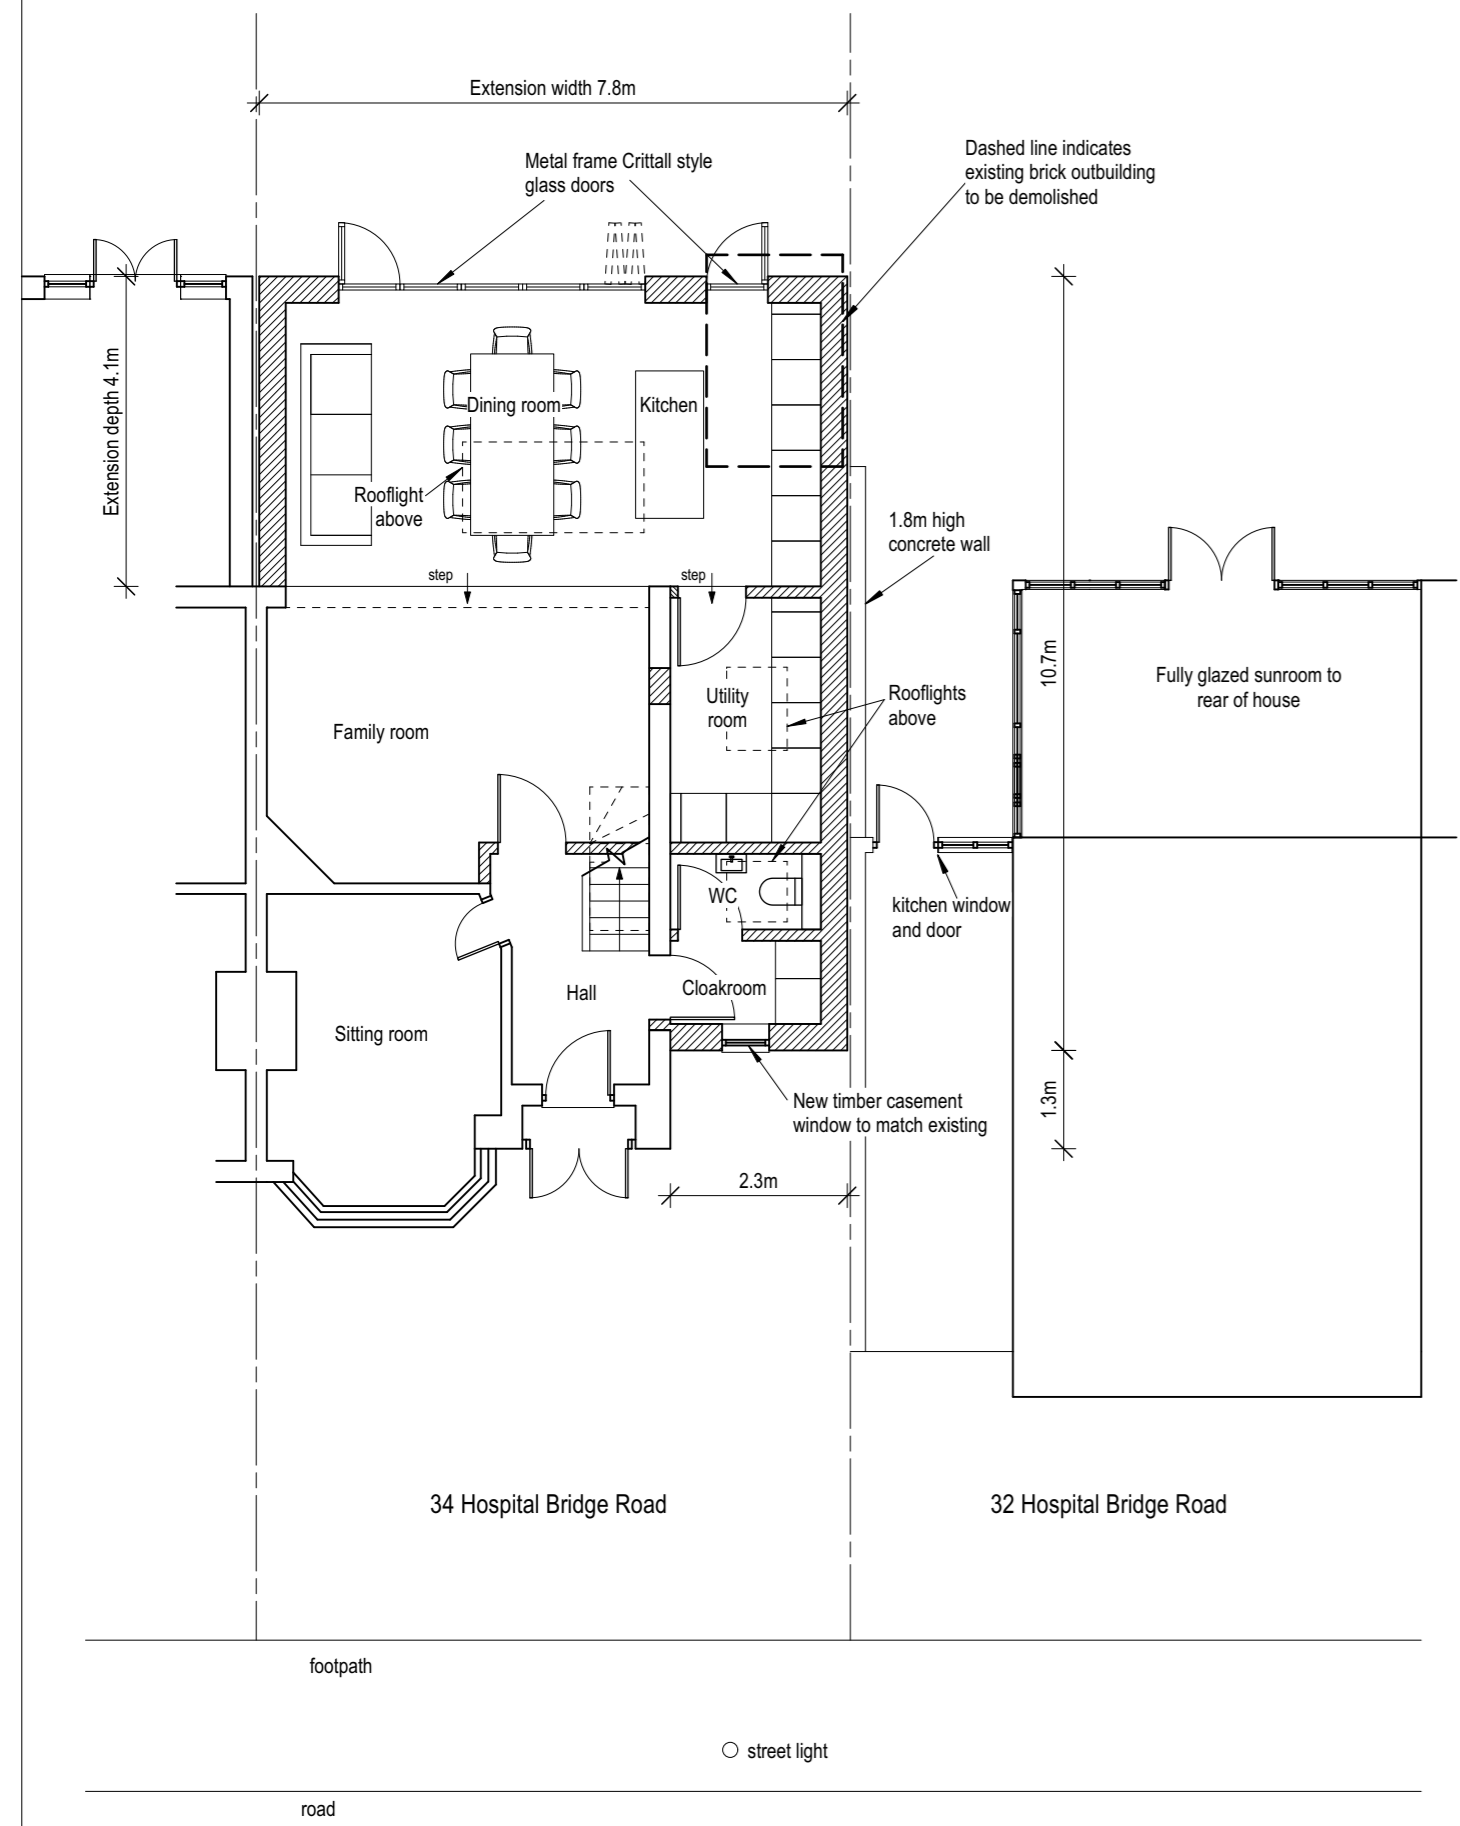 Extension width 7.8m
Metal frame Crittall style
glass doors
Dashed line indicates
existing brick outbuilding
to be demolished
Extension depth 4.1m
Dining room
Kitchen
Rooflight
above
1.8m high
concrete wall
step
step
10.7m
Fully glazed sunroom to
rear of house
Utility
room
Rooflights
above
Family room
WC
kitchen window
and door
Hall
Cloakroom
Sitting room
1.3m
New timber casement
window to match existing
2.3m
34 Hospital Bridge Road
32 Hospital Bridge Road
footpath
street light
road